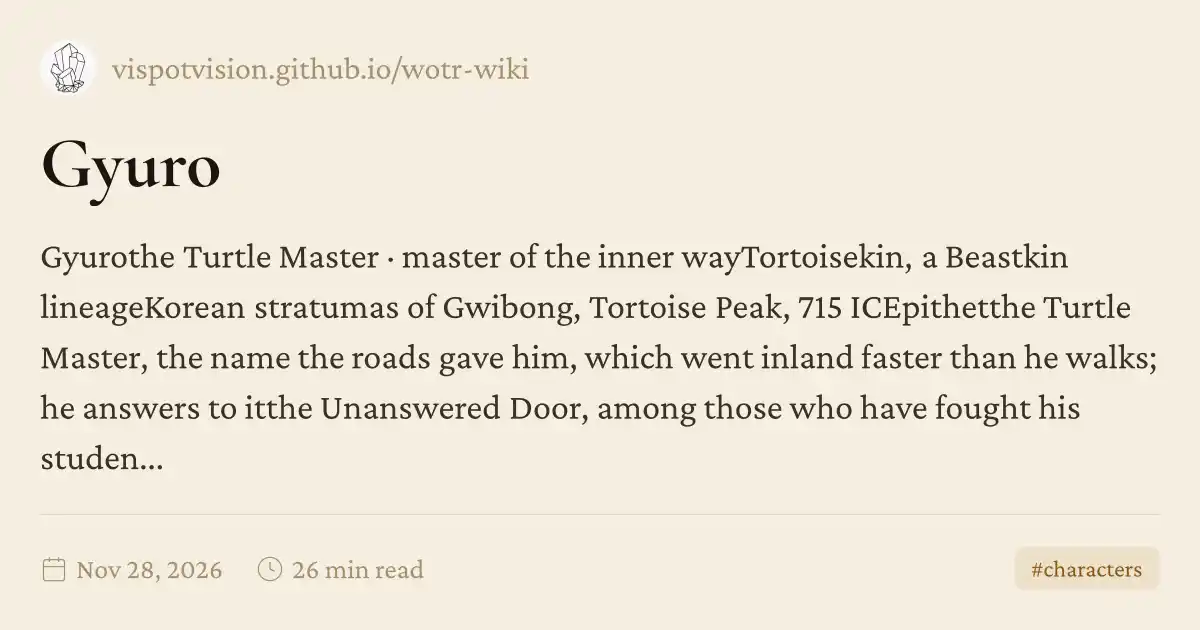 vispotvision.github.io/wotr-wiki
Gyuro
Gyurothe Turtle Master · master of the inner wayTortoisekin, a Beastkin
lineageKorean stratumas of Gwibong, Tortoise Peak, 715 ICEpithetthe Turtle
Master, the name the roads gave him, which went inland faster than he walks;
he answers to itthe Unanswered Door, among those who have fought his
studen...
Nov 28, 2026 26 min read #characters